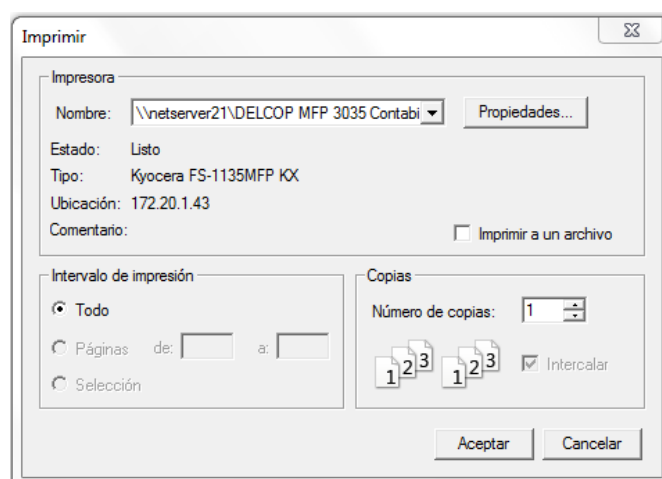 Imprimir
Impresora
Nombre: \\netserver21\DELCOP MFP 3035 Contabi Propiedades...
Estado: Listo
Tipo: Kyocera FS-1135MFP KX
Ubicación: 172.20.1.43
Comentario: Imprimir a un archivo
Intervalo de impresión
Todo
Páginas de: a:
Selección
Copias
Número de copias: 1
1 2 3 1 2 3 Intercalar
Aceptar Cancelar